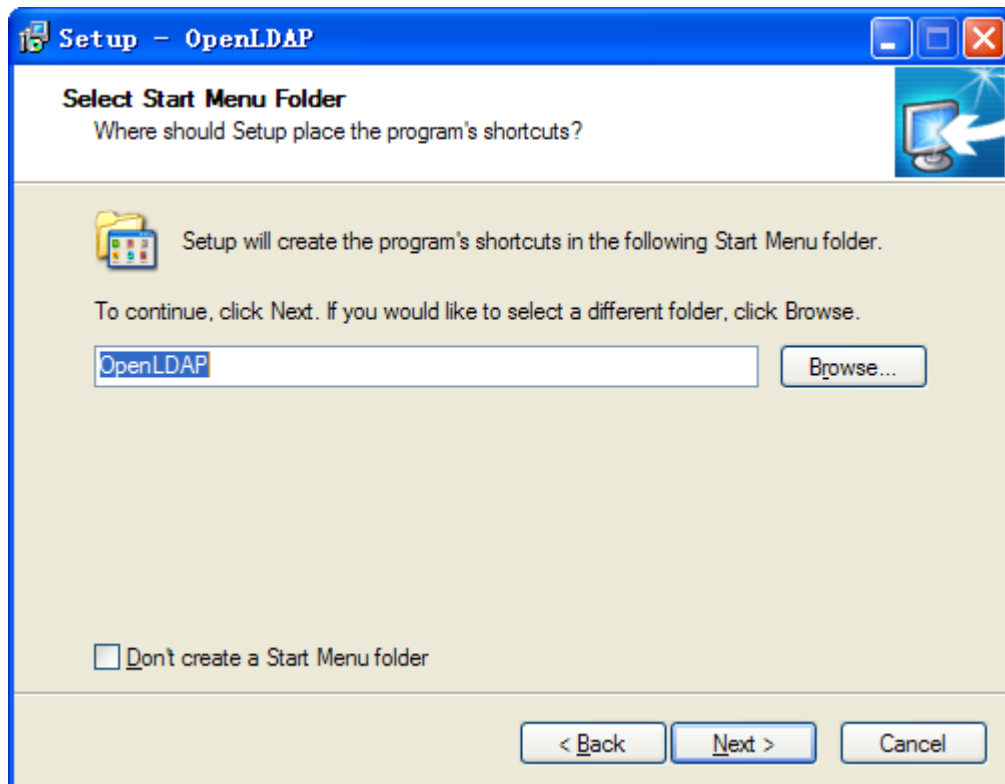 Setup - OpenLDAP
Select Start Menu Folder
Where should Setup place the program's shortcuts?
Setup will create the program's shortcuts in the following Start Menu folder.
To continue, click Next. If you would like to select a different folder, click Browse.
OpenLDAP
Browse...
Don't create a Start Menu folder
< Back
Next >
Cancel